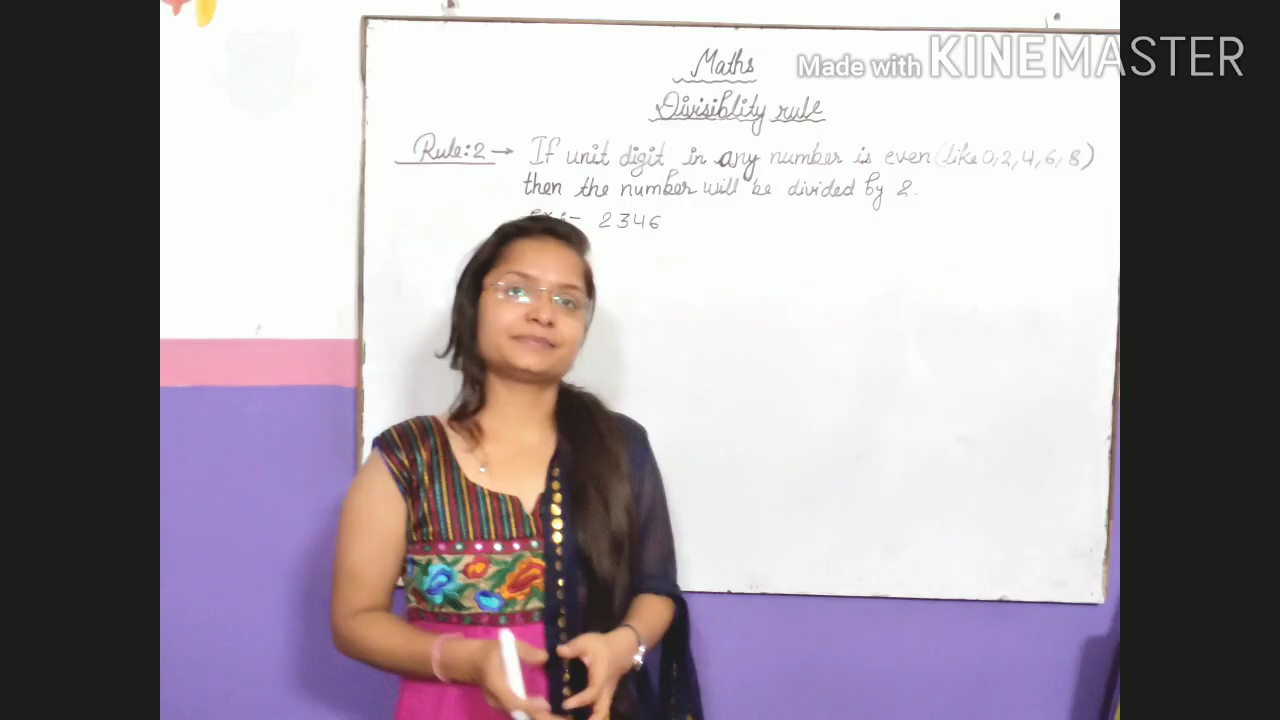 Maths
Made with KINEMASTER
Divisiblity rule
Rule:2 → If unit digit in any number is even (like 0, 2, 4, 6, 8)
then the number will be divided by 2.
ex:- 2346